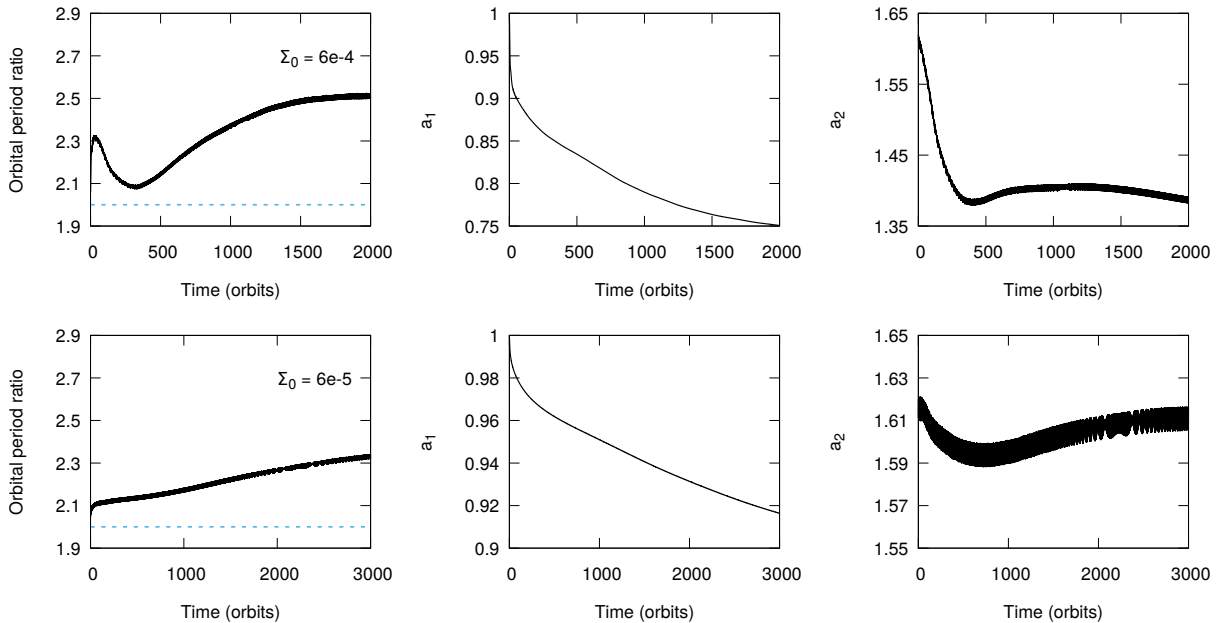 2.9
2.7
2.5
2.3
2.1
1.9
Orbital period ratio
Σ0 = 6e-4
0 500 1000 1500 2000
Time (orbits)
1
0.95
0.9
0.85
0.8
0.75
a1
0 500 1000 1500 2000
Time (orbits)
1.65
1.55
1.45
1.35
a2
0 500 1000 1500 2000
Time (orbits)
2.9
2.7
2.5
2.3
2.1
1.9
Orbital period ratio
Σ0 = 6e-5
0 1000 2000 3000
Time (orbits)
1
0.98
0.96
0.94
0.92
0.9
a1
0 1000 2000 3000
Time (orbits)
1.65
1.63
1.61
1.59
1.57
1.55
a2
0 1000 2000 3000
Time (orbits)